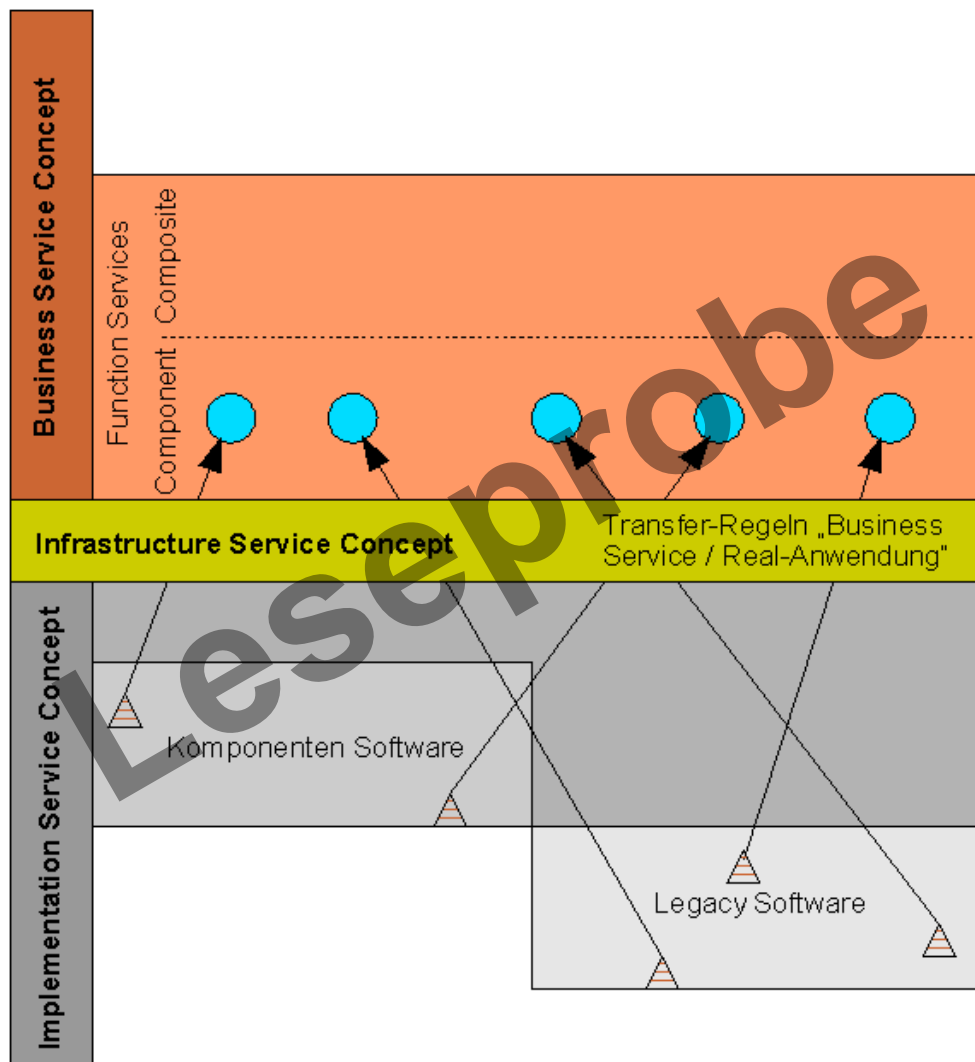 Business Service Concept
Function Services
Composite
Component
Infrastructure Service Concept
Transfer-Regeln „Business
Service / Real-Anwendung"
Implementation Service Concept
Komponenten Software
Legacy Software
Leseprobe